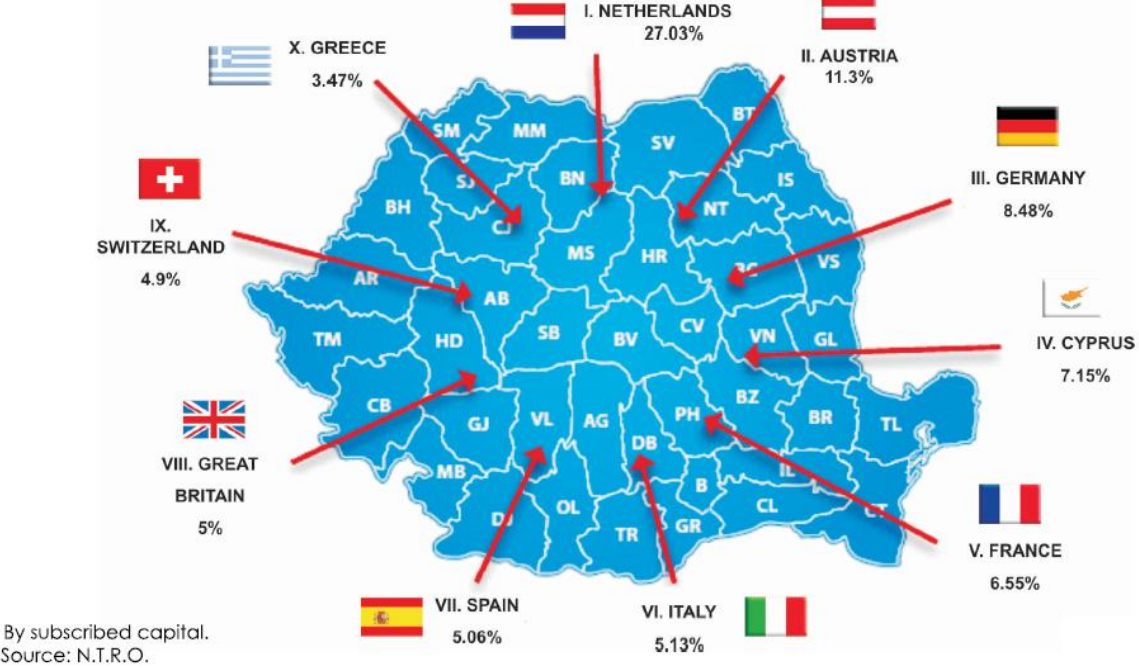 I. NETHERLANDS
27.03%
II. AUSTRIA
11.3%
X. GREECE
3.47%
III. GERMANY
8.48%
IX.
SWITZERLAND
4.9%
IV. CYPRUS
7.15%
VIII. GREAT
BRITAIN
5%
V. FRANCE
6.55%
VII. SPAIN
5.06%
VI. ITALY
5.13%
SM
MM
BT
SV
SJ
BN
IS
BH
CJ
NT
MS
HR
VS
AR
AB
TM
HD
SB
BV
CV
VN
GL
CB
GJ
VL
AG
PH
BZ
BR
TL
DB
MB
IL
B
DJ
OL
CL
CT
TR
GR
By subscribed capital.
Source: N.T.R.O.